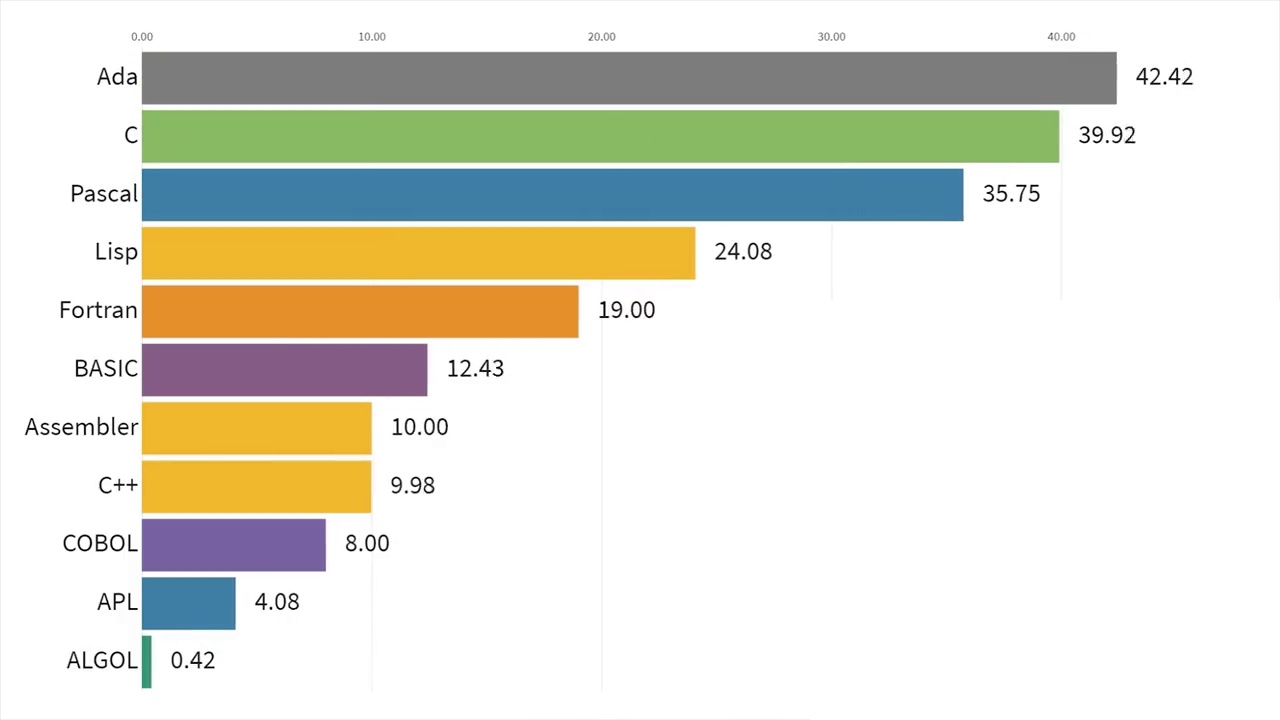 0.00 10.00 20.00 30.00 40.00
Ada 42.42
C 39.92
Pascal 35.75
Lisp 24.08
Fortran 19.00
BASIC 12.43
Assembler 10.00
C++ 9.98
COBOL 8.00
APL 4.08
ALGOL 0.42